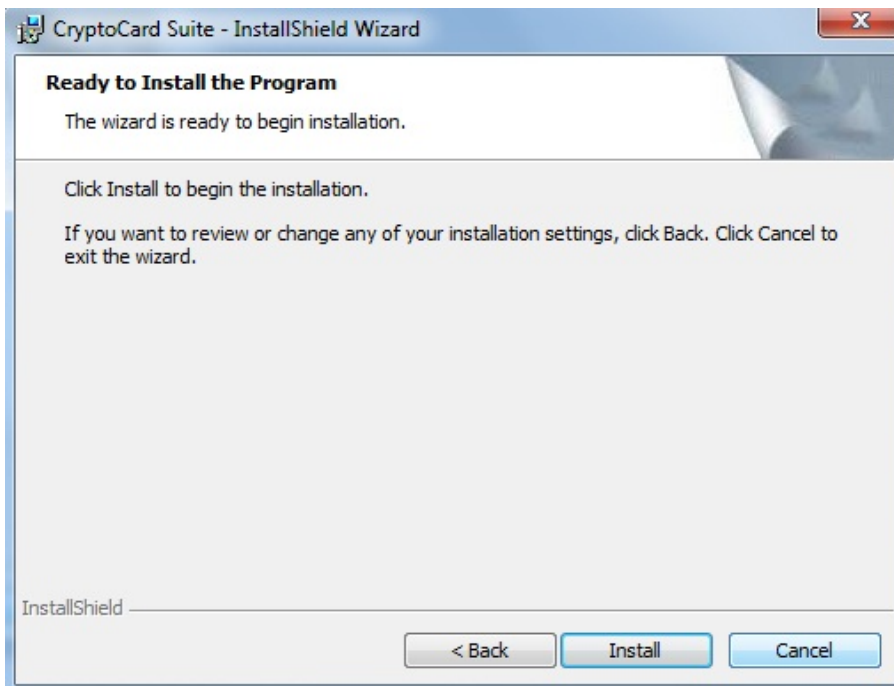 CryptoCard Suite - InstallShield Wizard
Ready to Install the Program
The wizard is ready to begin installation.
Click Install to begin the installation.
If you want to review or change any of your installation settings, click Back. Click Cancel to
exit the wizard.
InstallShield
< Back
Install
Cancel